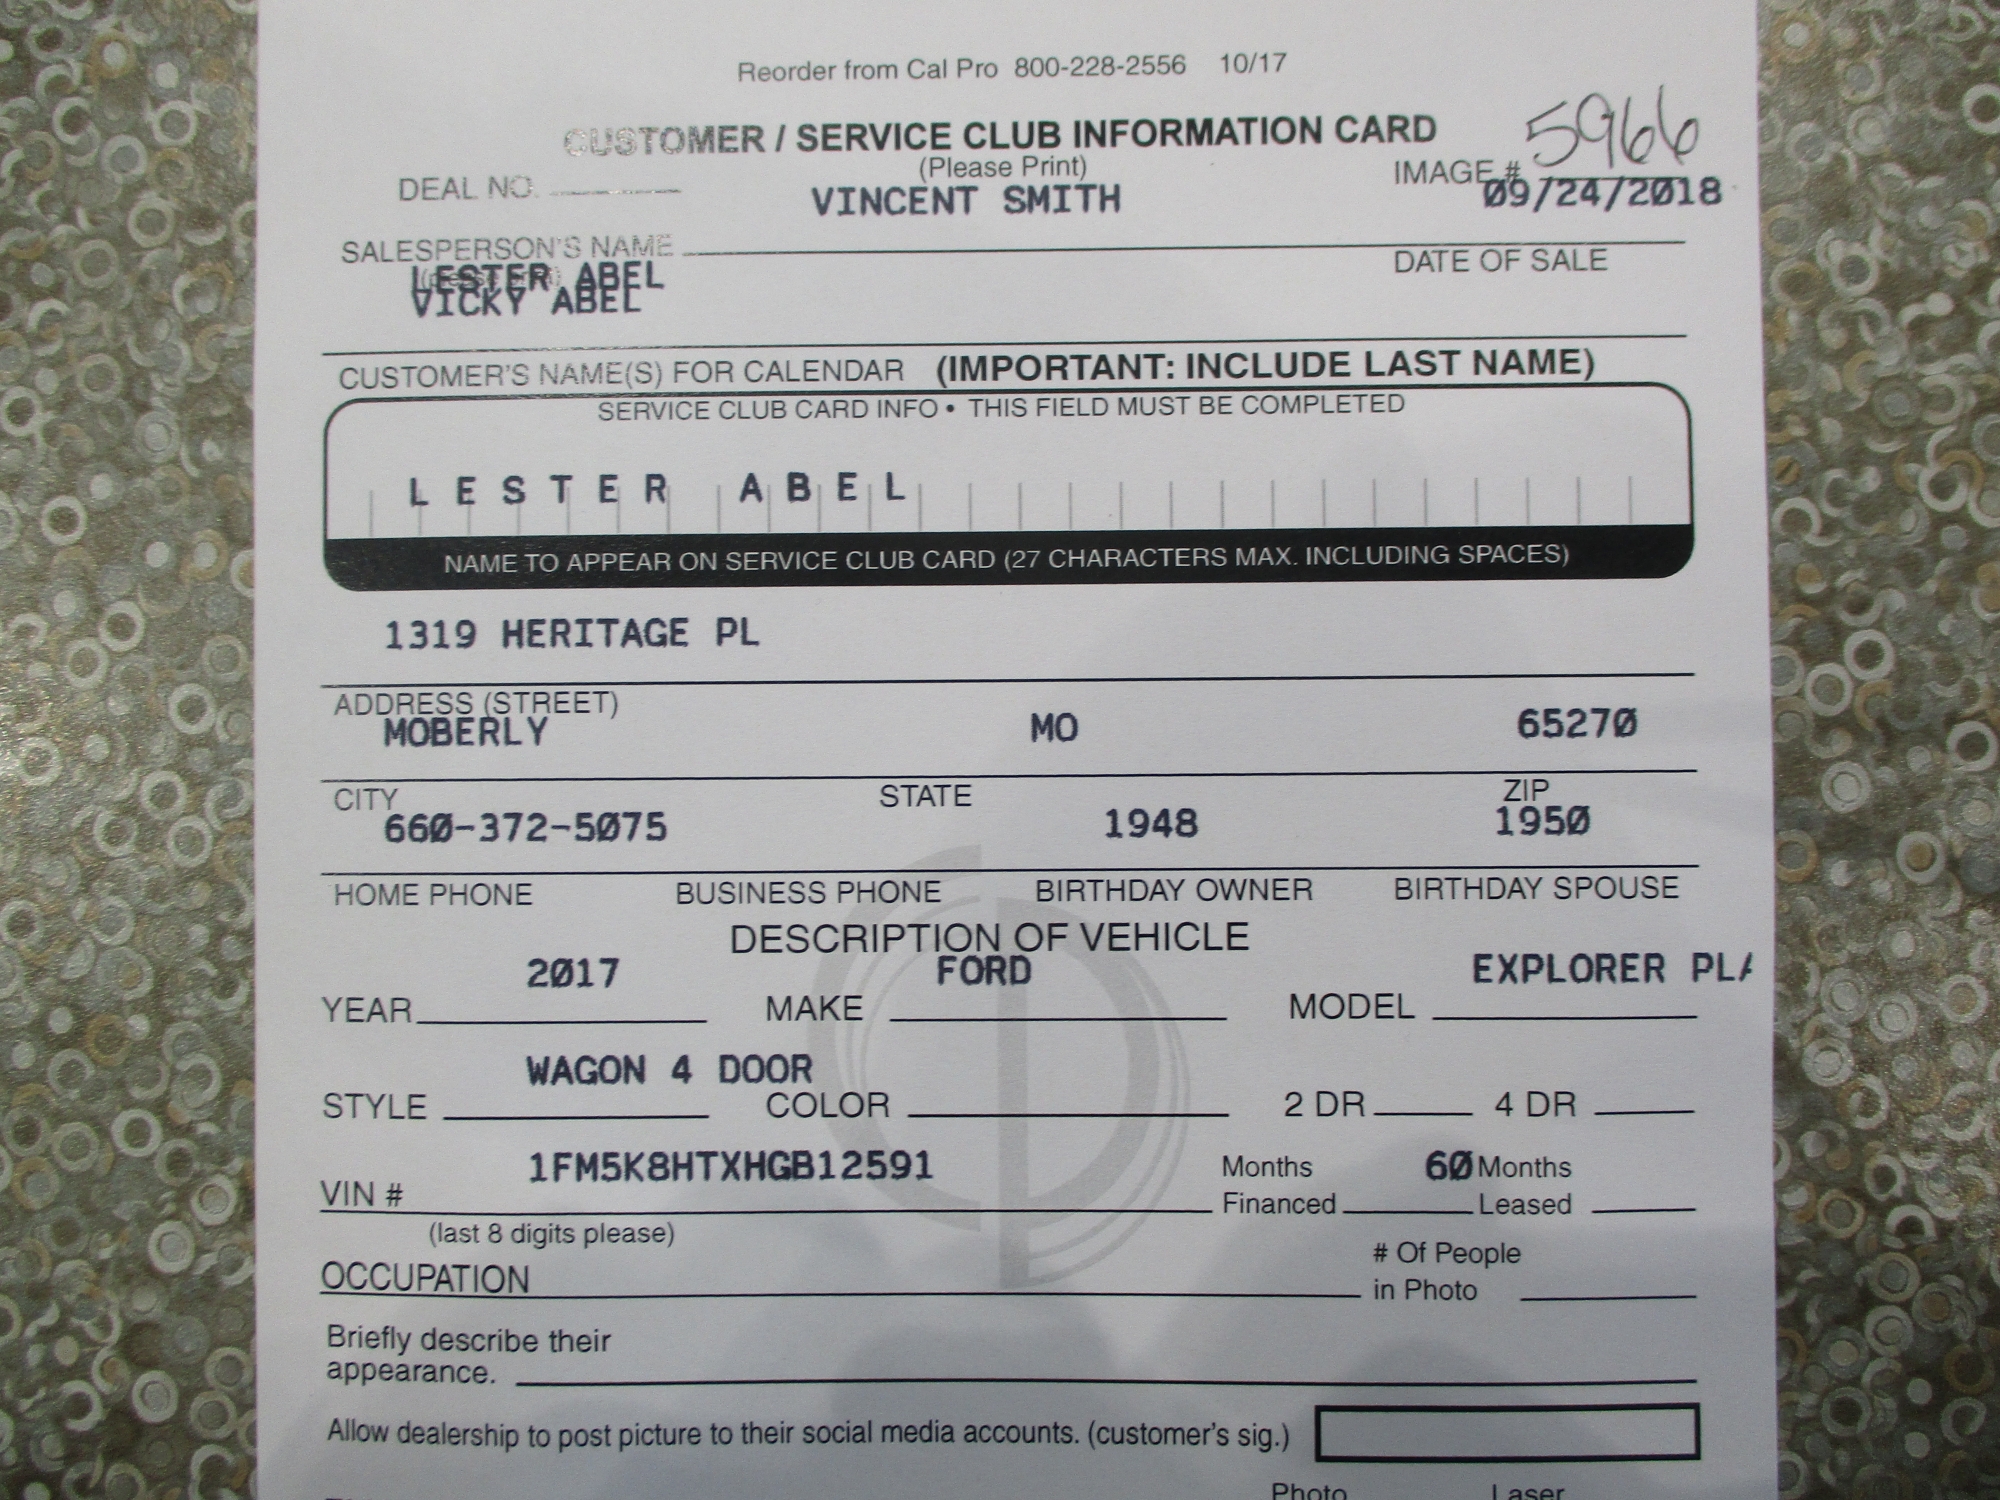 Reorder from Cal Pro 800-228-2556 10/17
5966
CUSTOMER / SERVICE CLUB INFORMATION CARD
(Please Print)
DEAL NO. IMAGE #
VINCENT SMITH 09/24/2018
SALESPERSON'S NAME DATE OF SALE
LESTER ABEL
VICKY ABEL
CUSTOMER'S NAME(S) FOR CALENDAR (IMPORTANT: INCLUDE LAST NAME)
SERVICE CLUB CARD INFO • THIS FIELD MUST BE COMPLETED
LESTER ABEL
NAME TO APPEAR ON SERVICE CLUB CARD (27 CHARACTERS MAX. INCLUDING SPACES)
1319 HERITAGE PL
ADDRESS (STREET)
MOBERLY MO 65270
CITY STATE ZIP
660-372-5075 1948 1950
HOME PHONE BUSINESS PHONE BIRTHDAY OWNER BIRTHDAY SPOUSE
DESCRIPTION OF VEHICLE
2017 FORD EXPLORER PLA
YEAR MAKE MODEL
WAGON 4 DOOR
STYLE COLOR 2 DR 4 DR
1FM5K8HTXHGB12591 Months 60 Months
VIN # Financed Leased
(last 8 digits please)
# Of People
OCCUPATION in Photo
Briefly describe their
appearance.
Allow dealership to post picture to their social media accounts. (customer's sig.)
Photo Laser